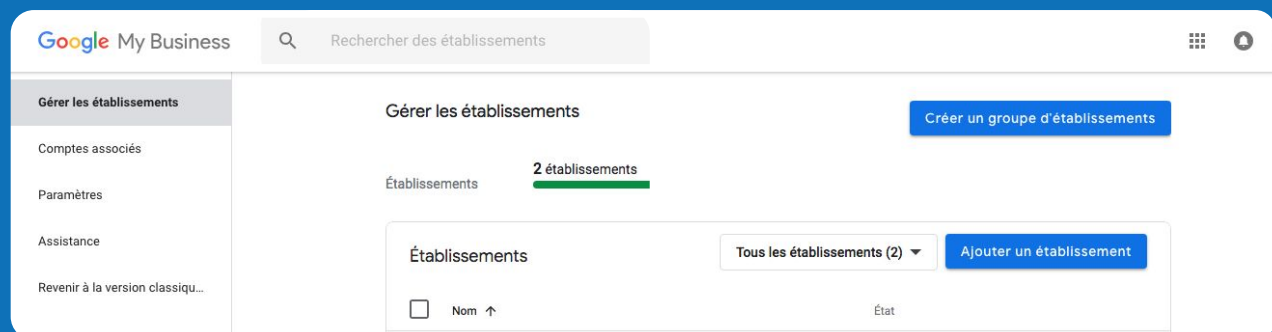 Google My Business
Rechercher des établissements
Gérer les établissements
Comptes associés
Paramètres
Assistance
Revenir à la version classiqu...
Gérer les établissements
Créer un groupe d'établissements
Établissements
2 établissements
Établissements
Tous les établissements (2)
Ajouter un établissement
Nom
État